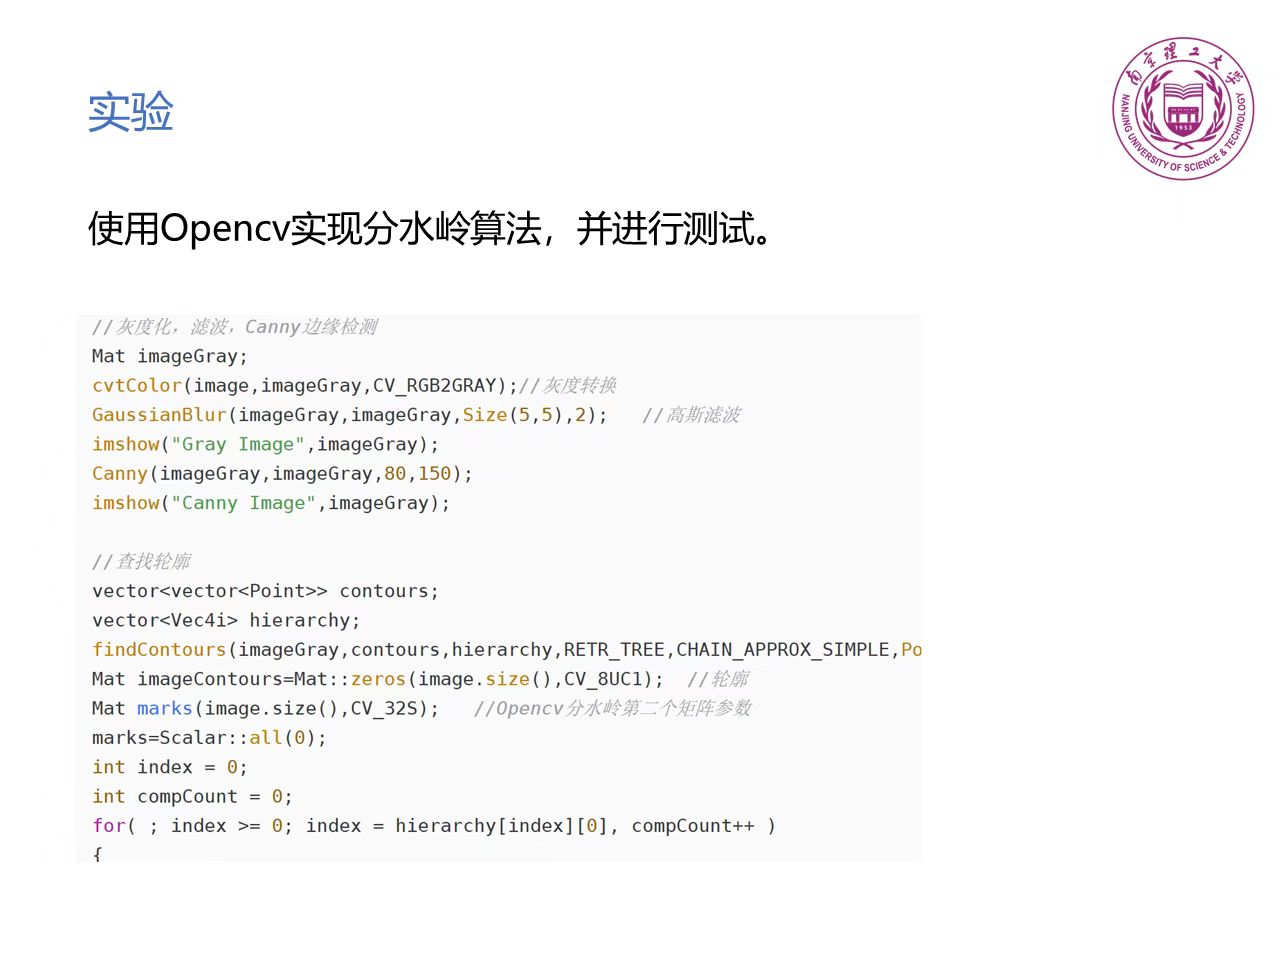 南京理工大学
NANJING UNIVERSITY OF SCIENCE & TECHNOLOGY
1953
实验
使用Opencv实现分水岭算法，并进行测试。
//灰度化，滤波，Canny边缘检测
Mat imageGray;
cvtColor(image,imageGray,CV_RGB2GRAY);//灰度转换
GaussianBlur(imageGray,imageGray,Size(5,5),2);   //高斯滤波
imshow("Gray Image",imageGray);
Canny(imageGray,imageGray,80,150);
imshow("Canny Image",imageGray);
//查找轮廓
vector<vector<Point>> contours;
vector<Vec4i> hierarchy;
findContours(imageGray,contours,hierarchy,RETR_TREE,CHAIN_APPROX_SIMPLE,Po
Mat imageContours=Mat::zeros(image.size(),CV_8UC1);  //轮廓
Mat marks(image.size(),CV_32S);   //Opencv分水岭第二个矩阵参数
marks=Scalar::all(0);
int index = 0;
int compCount = 0;
for( ; index >= 0; index = hierarchy[index][0], compCount++ )
{